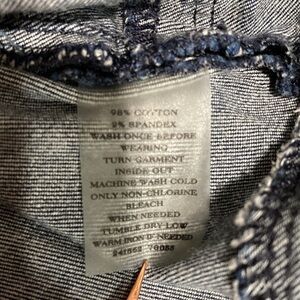 98% COTTON
2% SPANDEX
WASH ONCE BEFORE
WEARING
TURN GARMENT
INSIDE OUT
MACHINE WASH COLD
ONLY NON-CHLORINE
BLEACH
WHEN NEEDED
TUMBLE DRY LOW
WARM IRON IF NEEDED